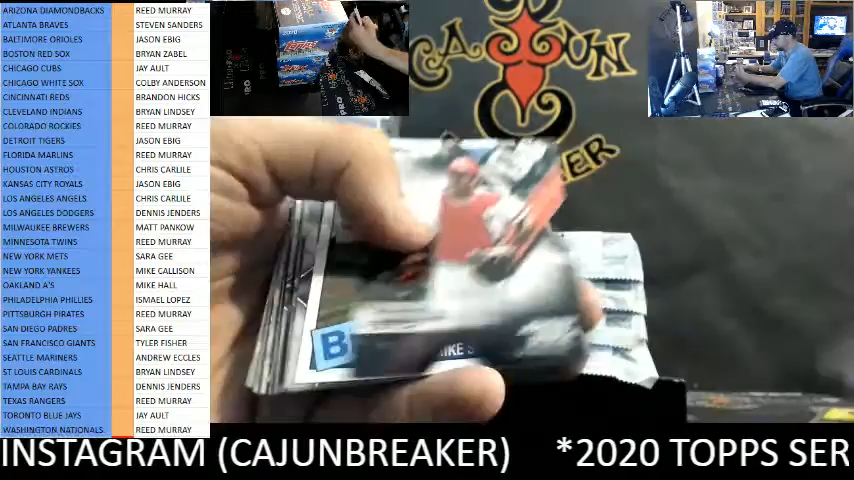 ARIZONA DIAMONDBACKS REED MURRAY
ATLANTA BRAVES STEVEN SANDERS
BALTIMORE ORIOLES JASON EBIG
BOSTON RED SOX BRYAN ZABEL
CHICAGO CUBS JAY AULT
CHICAGO WHITE SOX COLBY ANDERSON
CINCINNATI REDS BRANDON HICKS
CLEVELAND INDIANS BRYAN LINDSEY
COLORADO ROCKIES REED MURRAY
DETROIT TIGERS JASON EBIG
FLORIDA MARLINS REED MURRAY
HOUSTON ASTROS CHRIS CARLILE
KANSAS CITY ROYALS JASON EBIG
LOS ANGELES ANGELS CHRIS CARLILE
LOS ANGELES DODGERS DENNIS JENDERS
MILWAUKEE BREWERS MATT PANKOW
MINNESOTA TWINS REED MURRAY
NEW YORK METS SARA GEE
NEW YORK YANKEES MIKE CALLISON
OAKLAND A'S MIKE HALL
PHILADELPHIA PHILLIES ISMAEL LOPEZ
PITTSBURGH PIRATES REED MURRAY
SAN DIEGO PADRES SARA GEE
SAN FRANCISCO GIANTS TYLER FISHER
SEATTLE MARINERS ANDREW ECCLES
ST LOUIS CARDINALS BRYAN LINDSEY
TAMPA BAY RAYS DENNIS JENDERS
TEXAS RANGERS REED MURRAY
TORONTO BLUE JAYS JAY AULT
WASHINGTON NATIONALS REED MURRAY
2020
Topps
CAJUN
B
INSTAGRAM (CAJUNBREAKER) *2020 TOPPS SER